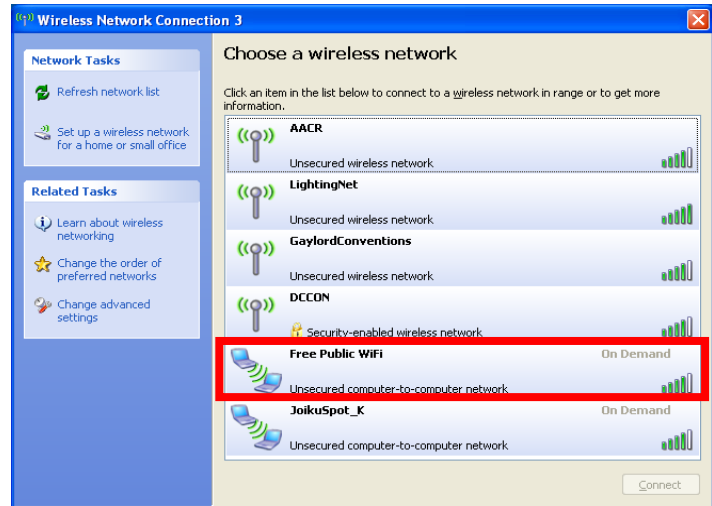 Wireless Network Connection 3
Network Tasks
Refresh network list
Set up a wireless network
for a home or small office
Related Tasks
Learn about wireless
networking
Change the order of
preferred networks
Change advanced
settings
Choose a wireless network
Click an item in the list below to connect to a wireless network in range or to get more
information.
AACR
Unsecured wireless network
LightingNet
Unsecured wireless network
GaylordConventions
Unsecured wireless network
DCCON
Security-enabled wireless network
Free Public WiFi On Demand
Unsecured computer-to-computer network
JoikuSpot_K On Demand
Unsecured computer-to-computer network
Connect